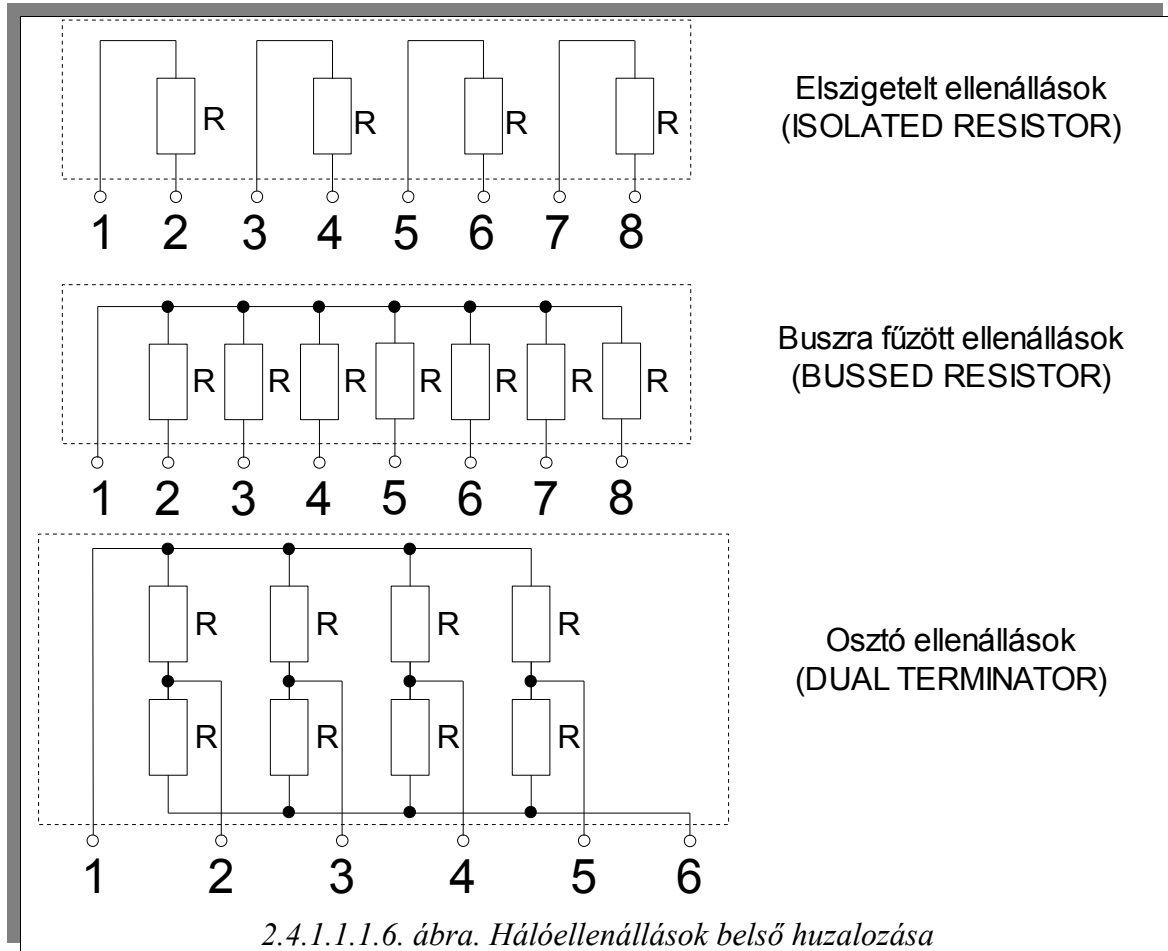 R R R R
1 2 3 4 5 6 7 8
Elszigetelt ellenállások
(ISOLATED RESISTOR)
R R R R R R R
1 2 3 4 5 6 7 8
Buszra fűzött ellenállások
(BUSSED RESISTOR)
R R R R
R R R R
1 2 3 4 5 6
Osztó ellenállások
(DUAL TERMINATOR)
2.4.1.1.1.6. ábra. Hálóellenállások belső huzalozása